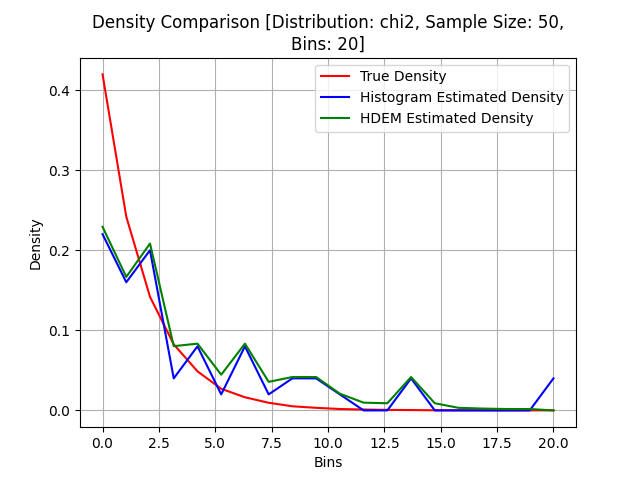 Density Comparison [Distribution: chi2, Sample Size: 50,
Bins: 20]
True Density
Histogram Estimated Density
HDEM Estimated Density
Density
0.4
0.3
0.2
0.1
0.0
0.0 2.5 5.0 7.5 10.0 12.5 15.0 17.5 20.0
Bins